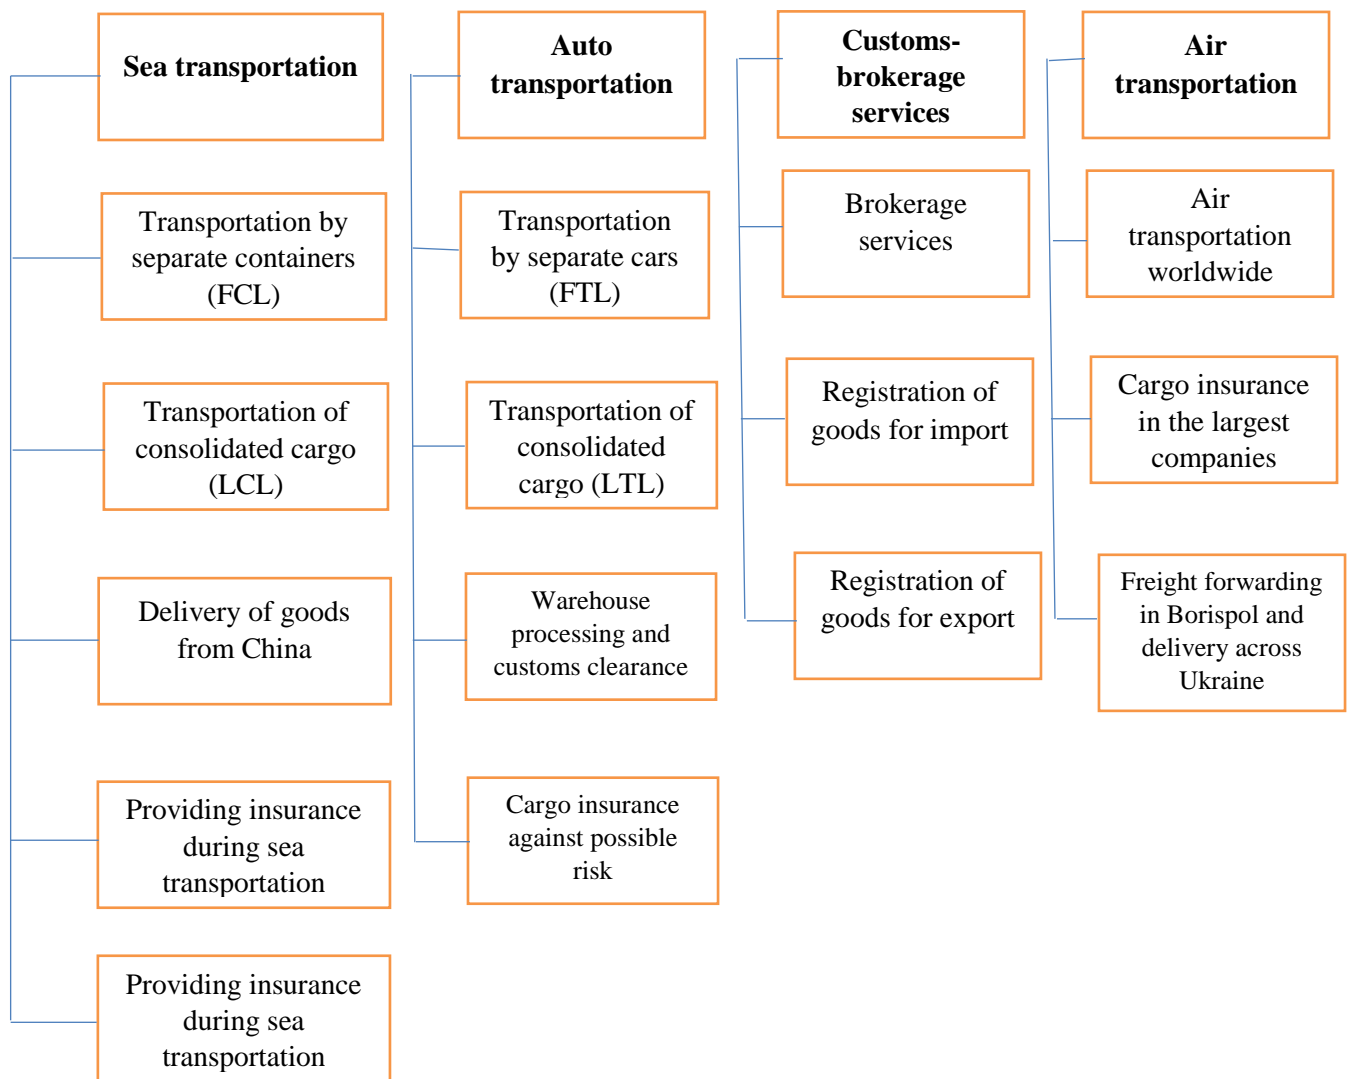 Sea transportation
Transportation by
separate containers
(FCL)
Transportation of
consolidated cargo
(LCL)
Delivery of goods
from China
Providing insurance
during sea
transportation
Providing insurance
during sea
transportation
Auto
transportation
Transportation
by separate cars
(FTL)
Transportation of
consolidated
cargo (LTL)
Warehouse
processing and
customs clearance
Cargo insurance
against possible
risk
Customs-
brokerage
services
Brokerage
services
Registration of
goods for import
Registration of
goods for export
Air
transportation
Air
transportation
worldwide
Cargo insurance
in the largest
companies
Freight forwarding
in Borispol and
delivery across
Ukraine